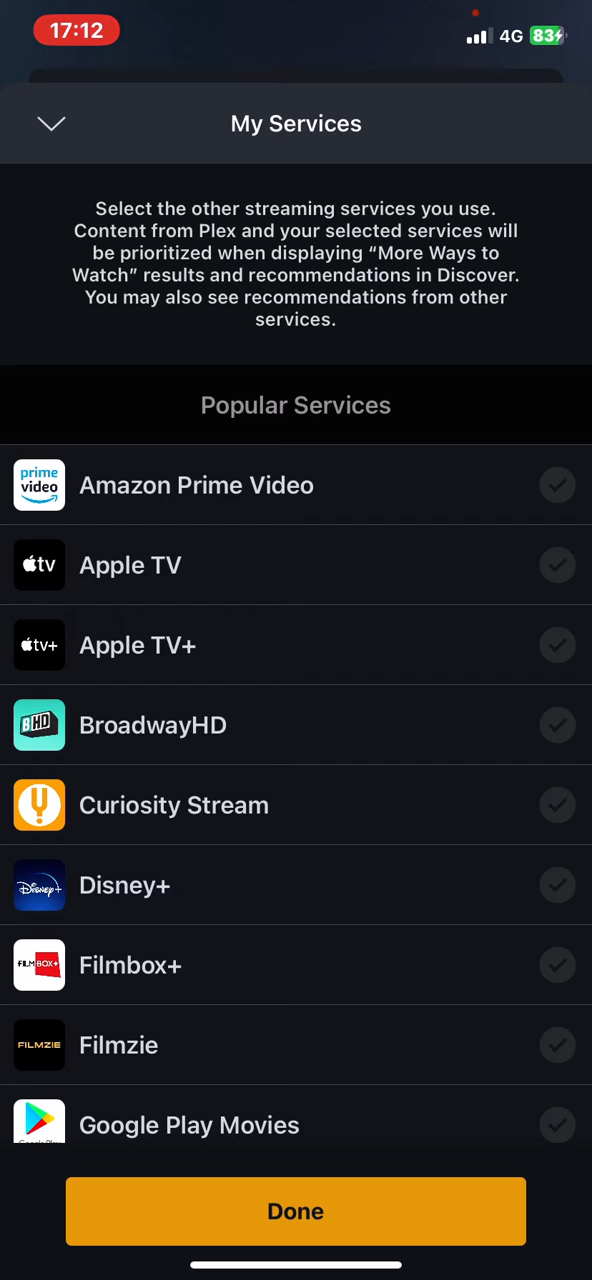 17:12
4G
83
My Services
Select the other streaming services you use.
Content from Plex and your selected services will
be prioritized when displaying “More Ways to
Watch” results and recommendations in Discover.
You may also see recommendations from other
services.
Popular Services
prime
video
Amazon Prime Video
tv
Apple TV
tv+
Apple TV+
BHD
BroadwayHD
Curiosity Stream
Disney+
Disney+
FILMBOX+
Filmbox+
FILMZIE
Filmzie
Google Play Movies
Done